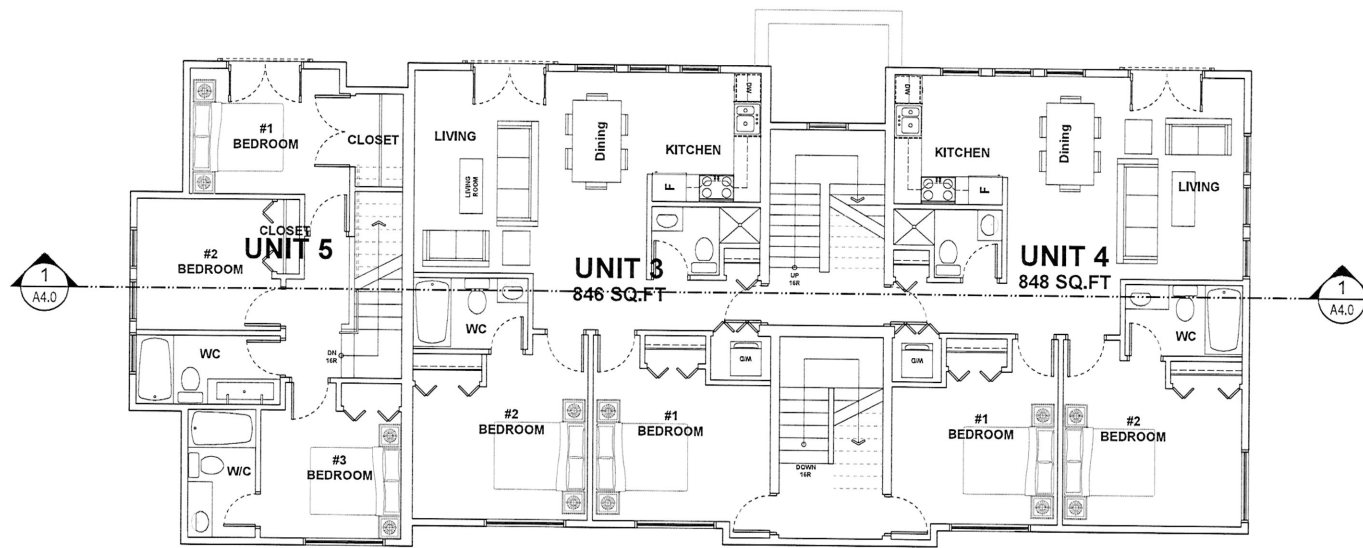 #1
BEDROOM
CLOSET
CLOSET
#2
BEDROOM
UNIT 5
WC
DN
16R
W/C
#3
BEDROOM
1
A4.0
LIVING
LIVING
ROOM
Dining
KITCHEN
DW
F
UNIT 3
846 SQ.FT
WC
#2
BEDROOM
#1
BEDROOM
W/D
UP
16R
DOWN
16R
DW
KITCHEN
F
Dining
LIVING
UNIT 4
848 SQ.FT
WC
W/D
#1
BEDROOM
#2
BEDROOM
1
A4.0